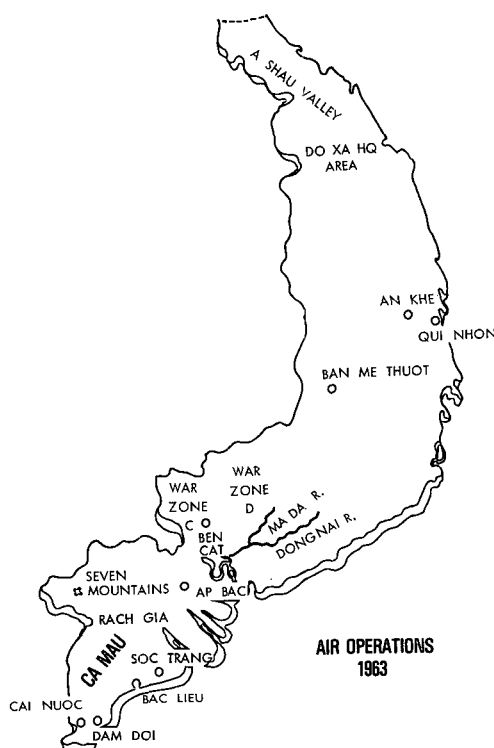 A SHAU VALLEY
DO XA HQ
AREA
AN KHE
QUI NHON
BAN ME THUOT
WAR
ZONE
D
WAR
ZONE
C
BEN
CAT
MA DA R.
DONG NAI R.
SEVEN
MOUNTAINS
AP BAC
RACH GIA
CA MAU
SOC TRANG
BAC LIEU
CAI NUOC
DAM DOI
AIR OPERATIONS
1963